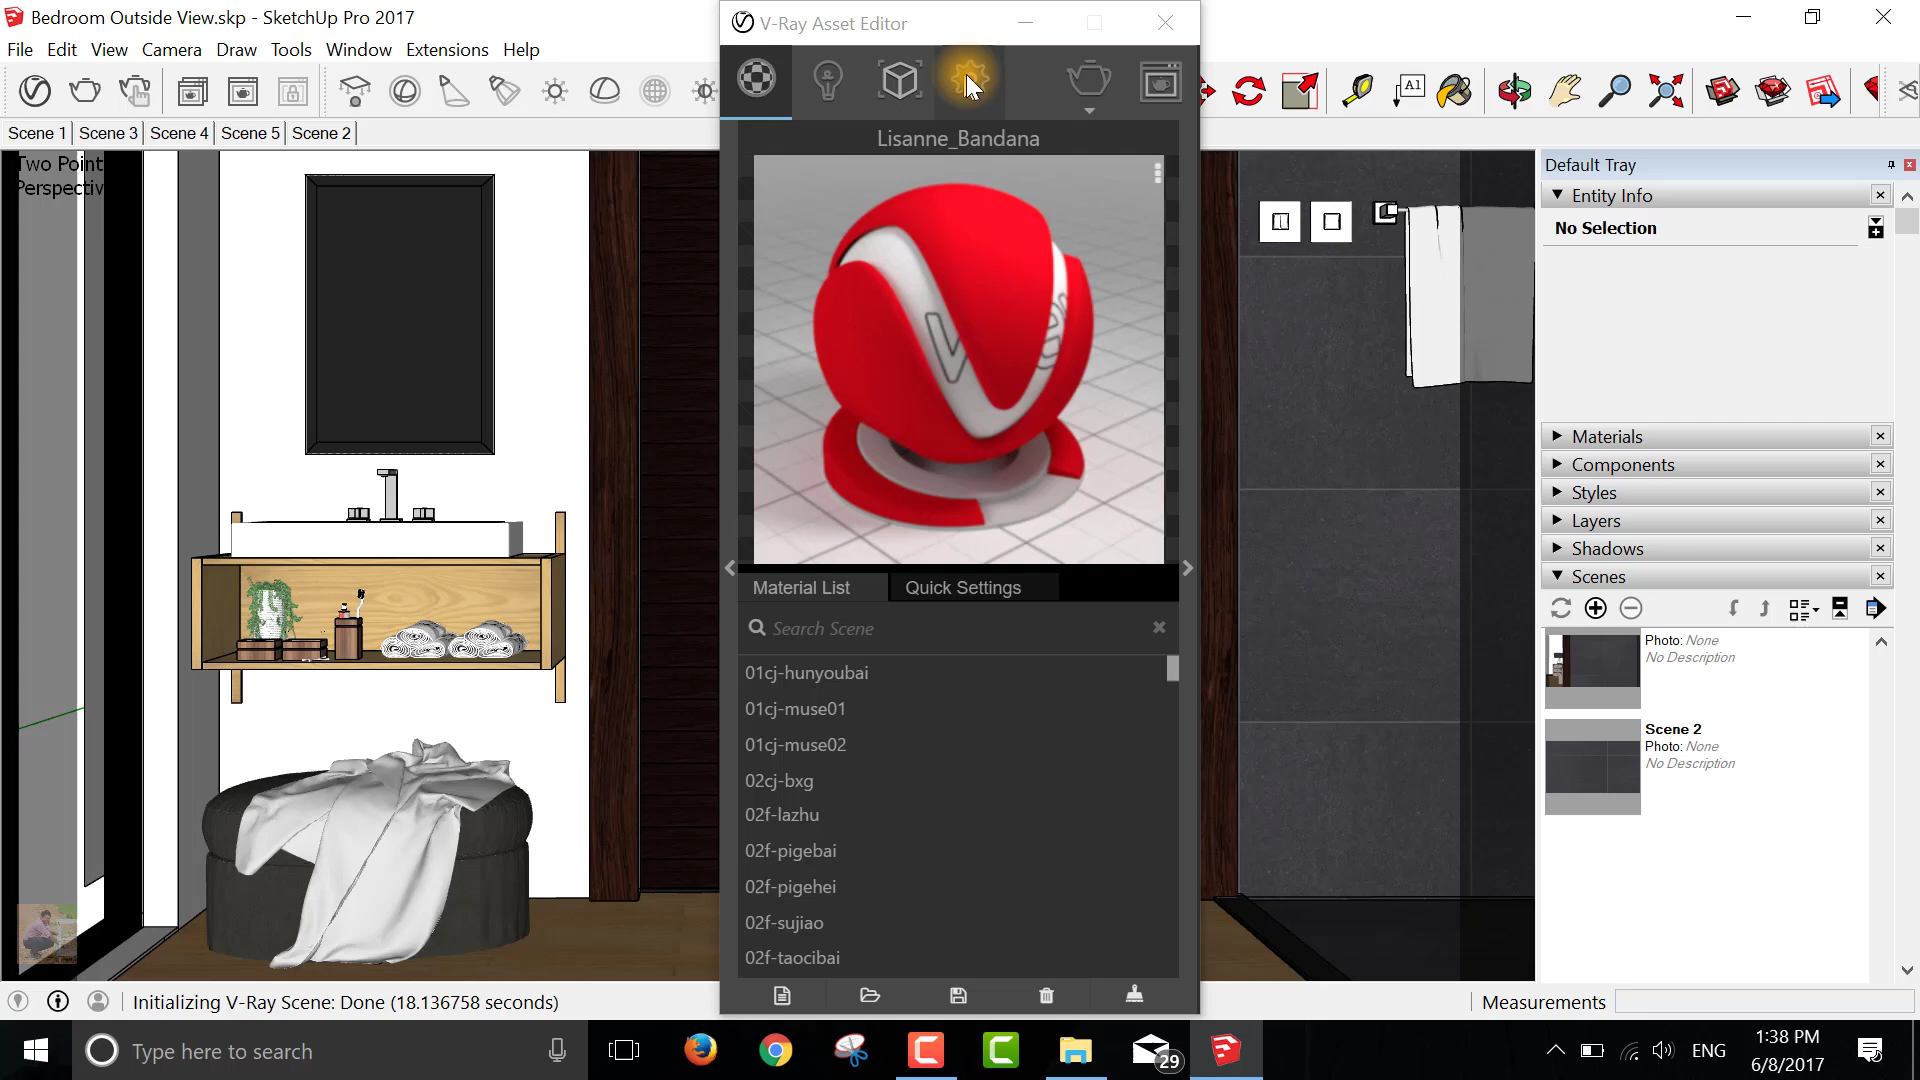 Bedroom Outside View.skp - SketchUp Pro 2017
File Edit View Camera Draw Tools Window Extensions Help
Scene 1 Scene 3 Scene 4 Scene 5 Scene 2
Two Point
Perspectiv
V-Ray Asset Editor
Lisanne_Bandana
Material List Quick Settings
Search Scene
01cj-hunyoubai
01cj-muse01
01cj-muse02
02cj-bxg
02f-lazhu
02f-pigebai
02f-pigehei
02f-sujiao
02f-taocibai
A1
Default Tray
Entity Info
No Selection
Materials
Components
Styles
Layers
Shadows
Scenes
Photo: None
No Description
Scene 2
Photo: None
No Description
Initializing V-Ray Scene: Done (18.136758 seconds)
Measurements
Type here to search
29
ENG
1:38 PM
6/8/2017